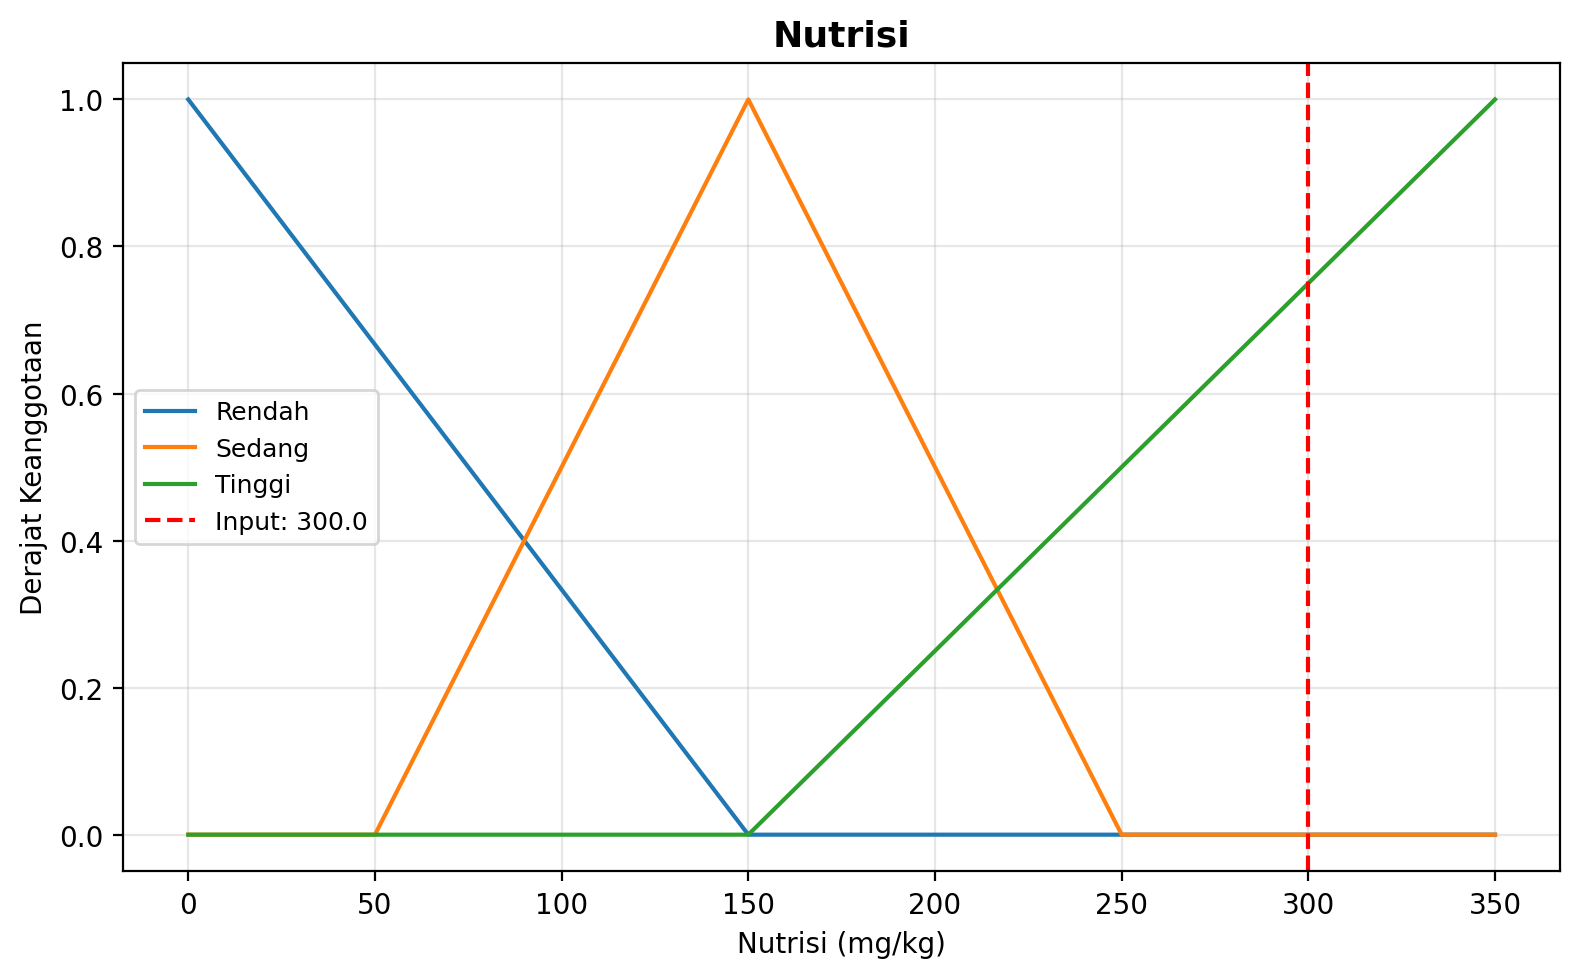 Nutrisi
1.0
0.8
0.6
0.4
0.2
0.0
Derajat Keanggotaan
Rendah
Sedang
Tinggi
Input: 300.0
0 50 100 150 200 250 300 350
Nutrisi (mg/kg)